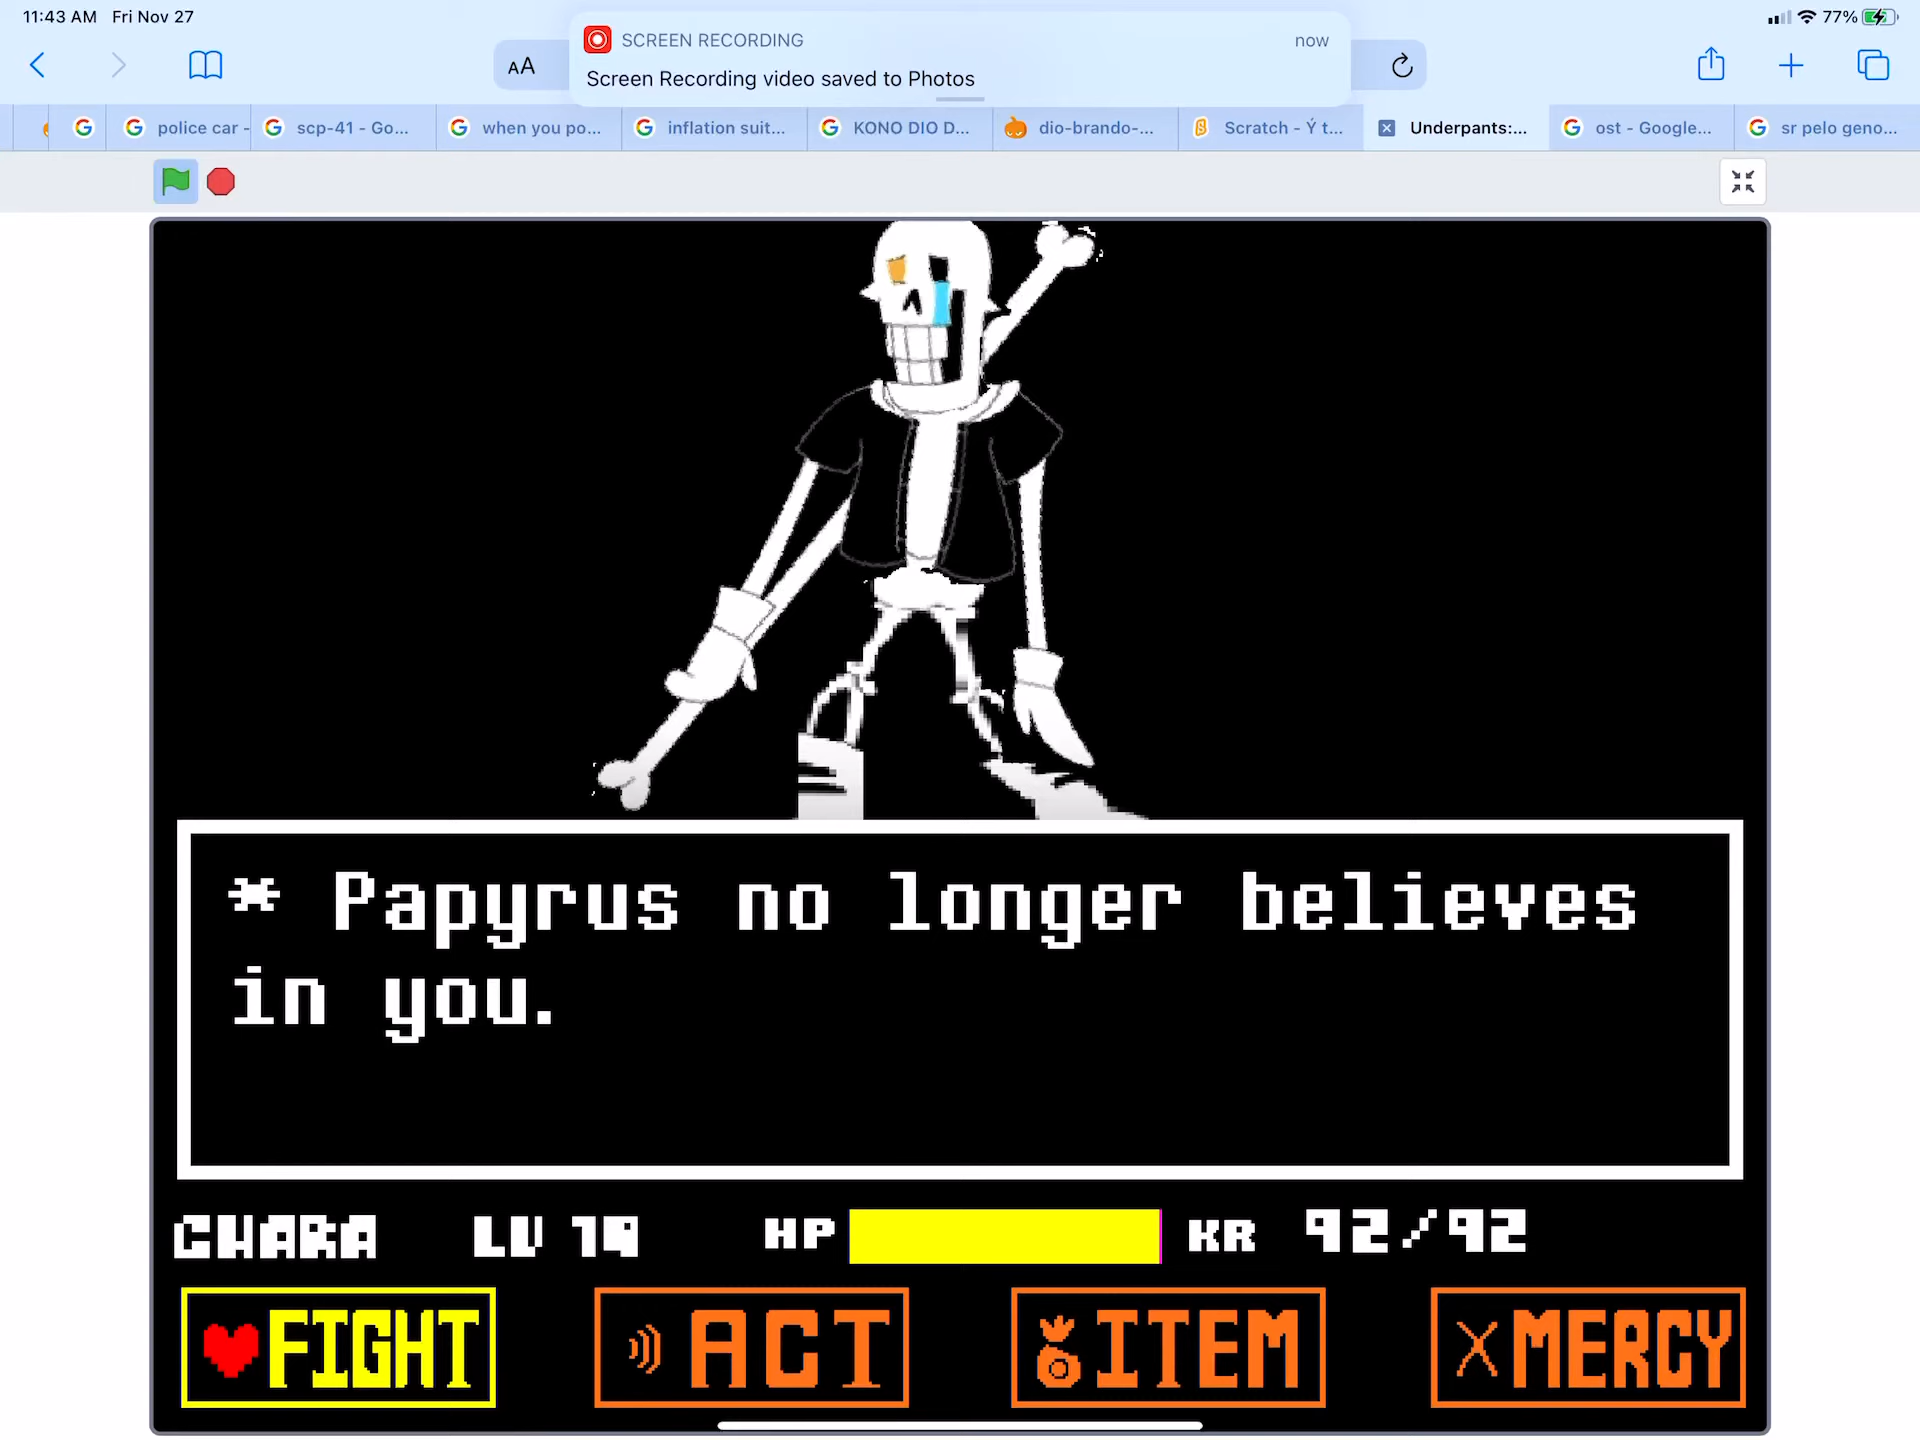 11:43 AM Fri Nov 27
77%
SCREEN RECORDING
now
Screen Recording video saved to Photos
AA
police car -
scp-41 - Go...
when you po...
inflation suit...
KONO DIO D...
dio-brando-...
Scratch - Ý t...
Underpants:...
ost - Google...
sr pelo geno...
* Papyrus no longer believes
in you.
CHARA LV 19 HP KR 92/92
FIGHT ACT ITEM MERCY